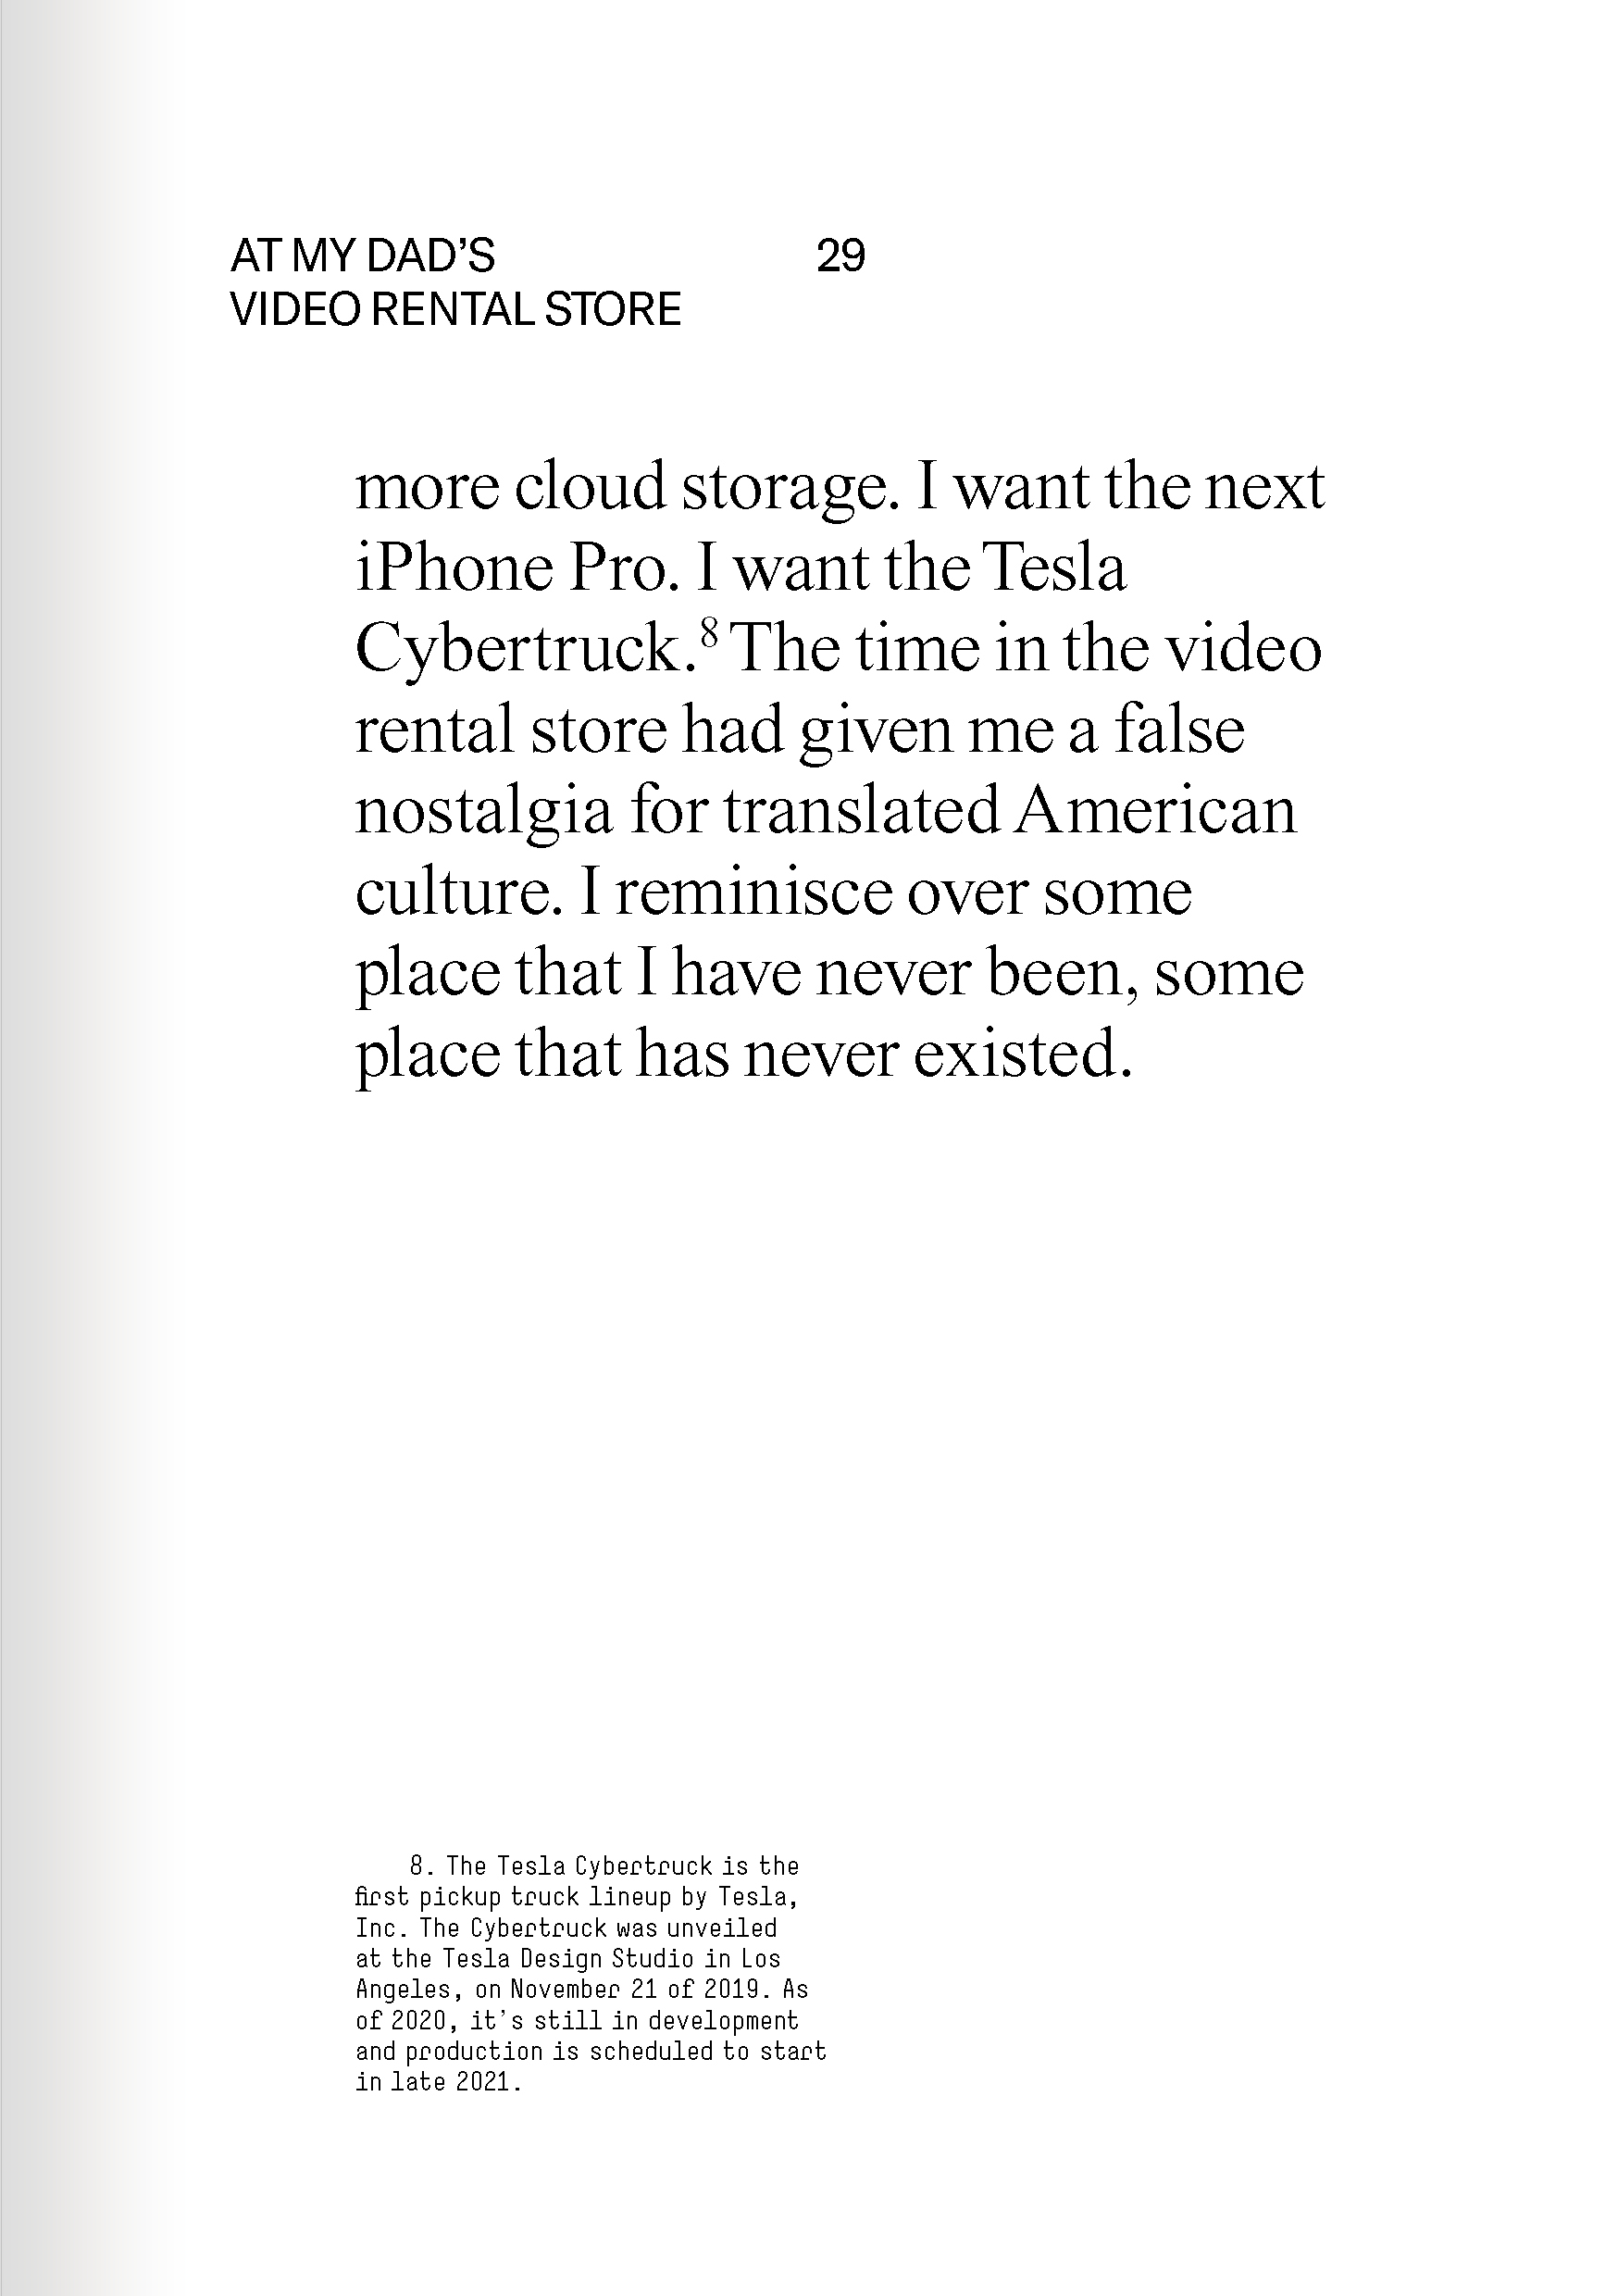 AT MY DAD’S
VIDEO RENTAL STORE
29
more cloud storage. I want the next
iPhone Pro. I want the Tesla
Cybertruck.⁸ The time in the video
rental store had given me a false
nostalgia for translated American
culture. I reminisce over some
place that I have never been, some
place that has never existed.
8. The Tesla Cybertruck is the
first pickup truck lineup by Tesla,
Inc. The Cybertruck was unveiled
at the Tesla Design Studio in Los
Angeles, on November 21 of 2019. As
of 2020, it’s still in development
and production is scheduled to start
in late 2021.